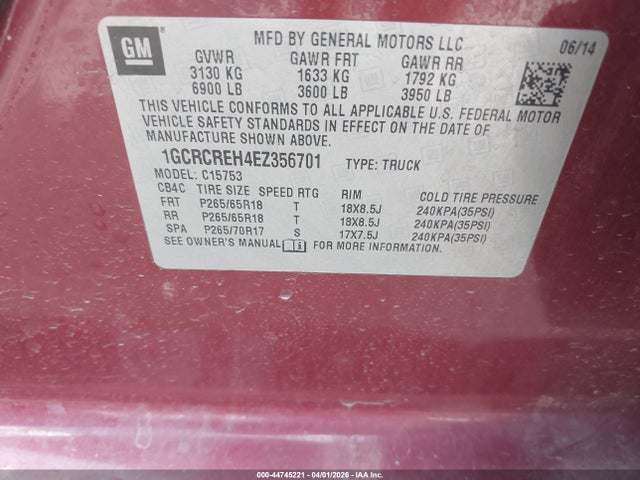 GM
MFD BY GENERAL MOTORS LLC 06/14
GVWR GAWR FRT GAWR RR
3130 KG 1633 KG 1792 KG
6900 LB 3600 LB 3950 LB
THIS VEHICLE CONFORMS TO ALL APPLICABLE U.S. FEDERAL MOTOR
VEHICLE SAFETY STANDARDS IN EFFECT ON THE DATE OF
MANUFACTURE SHOWN ABOVE.
1GCRCREH4EZ356701 TYPE: TRUCK
MODEL: C15753
CB4C TIRE SIZE SPEED RTG RIM COLD TIRE PRESSURE
FRT P265/65R18 T 18X8.5J 240KPA(35PSI)
RR P265/65R18 T 18X8.5J 240KPA(35PSI)
SPA P265/70R17 S 17X7.5J 240KPA(35PSI)
SEE OWNER'S MANUAL FOR MORE INFORMATION.
000-44745221 - 04/01/2026 - IAAI.COM